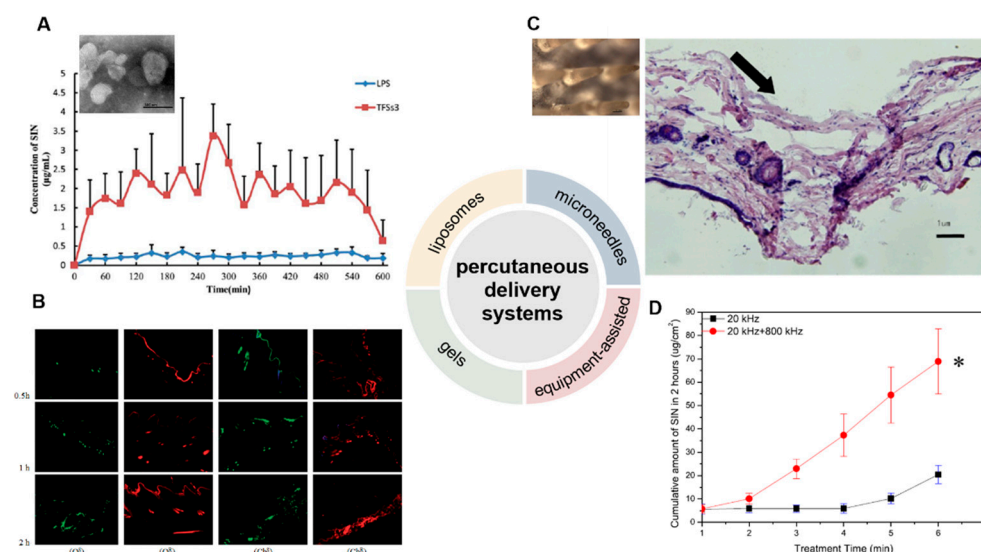 A
LPS
TFSs3
Concentration of SIN
(μg/mL)
5
4.5
4
3.5
3
2.5
2
1.5
1
0.5
0
0 60 120 180 240 300 360 420 480 540 600
Time(min)
B
0.5h
1 h
2 h
liposomes
microneedles
gels
equipment-assisted
percutaneous
delivery
systems
C
D
20 kHz
20 kHz+800 kHz
*
Cumulative amount of SIN in 2 hours (ug/cm²)
90
80
70
60
50
40
30
20
10
0
1 2 3 4 5 6
Treatment Time (min)